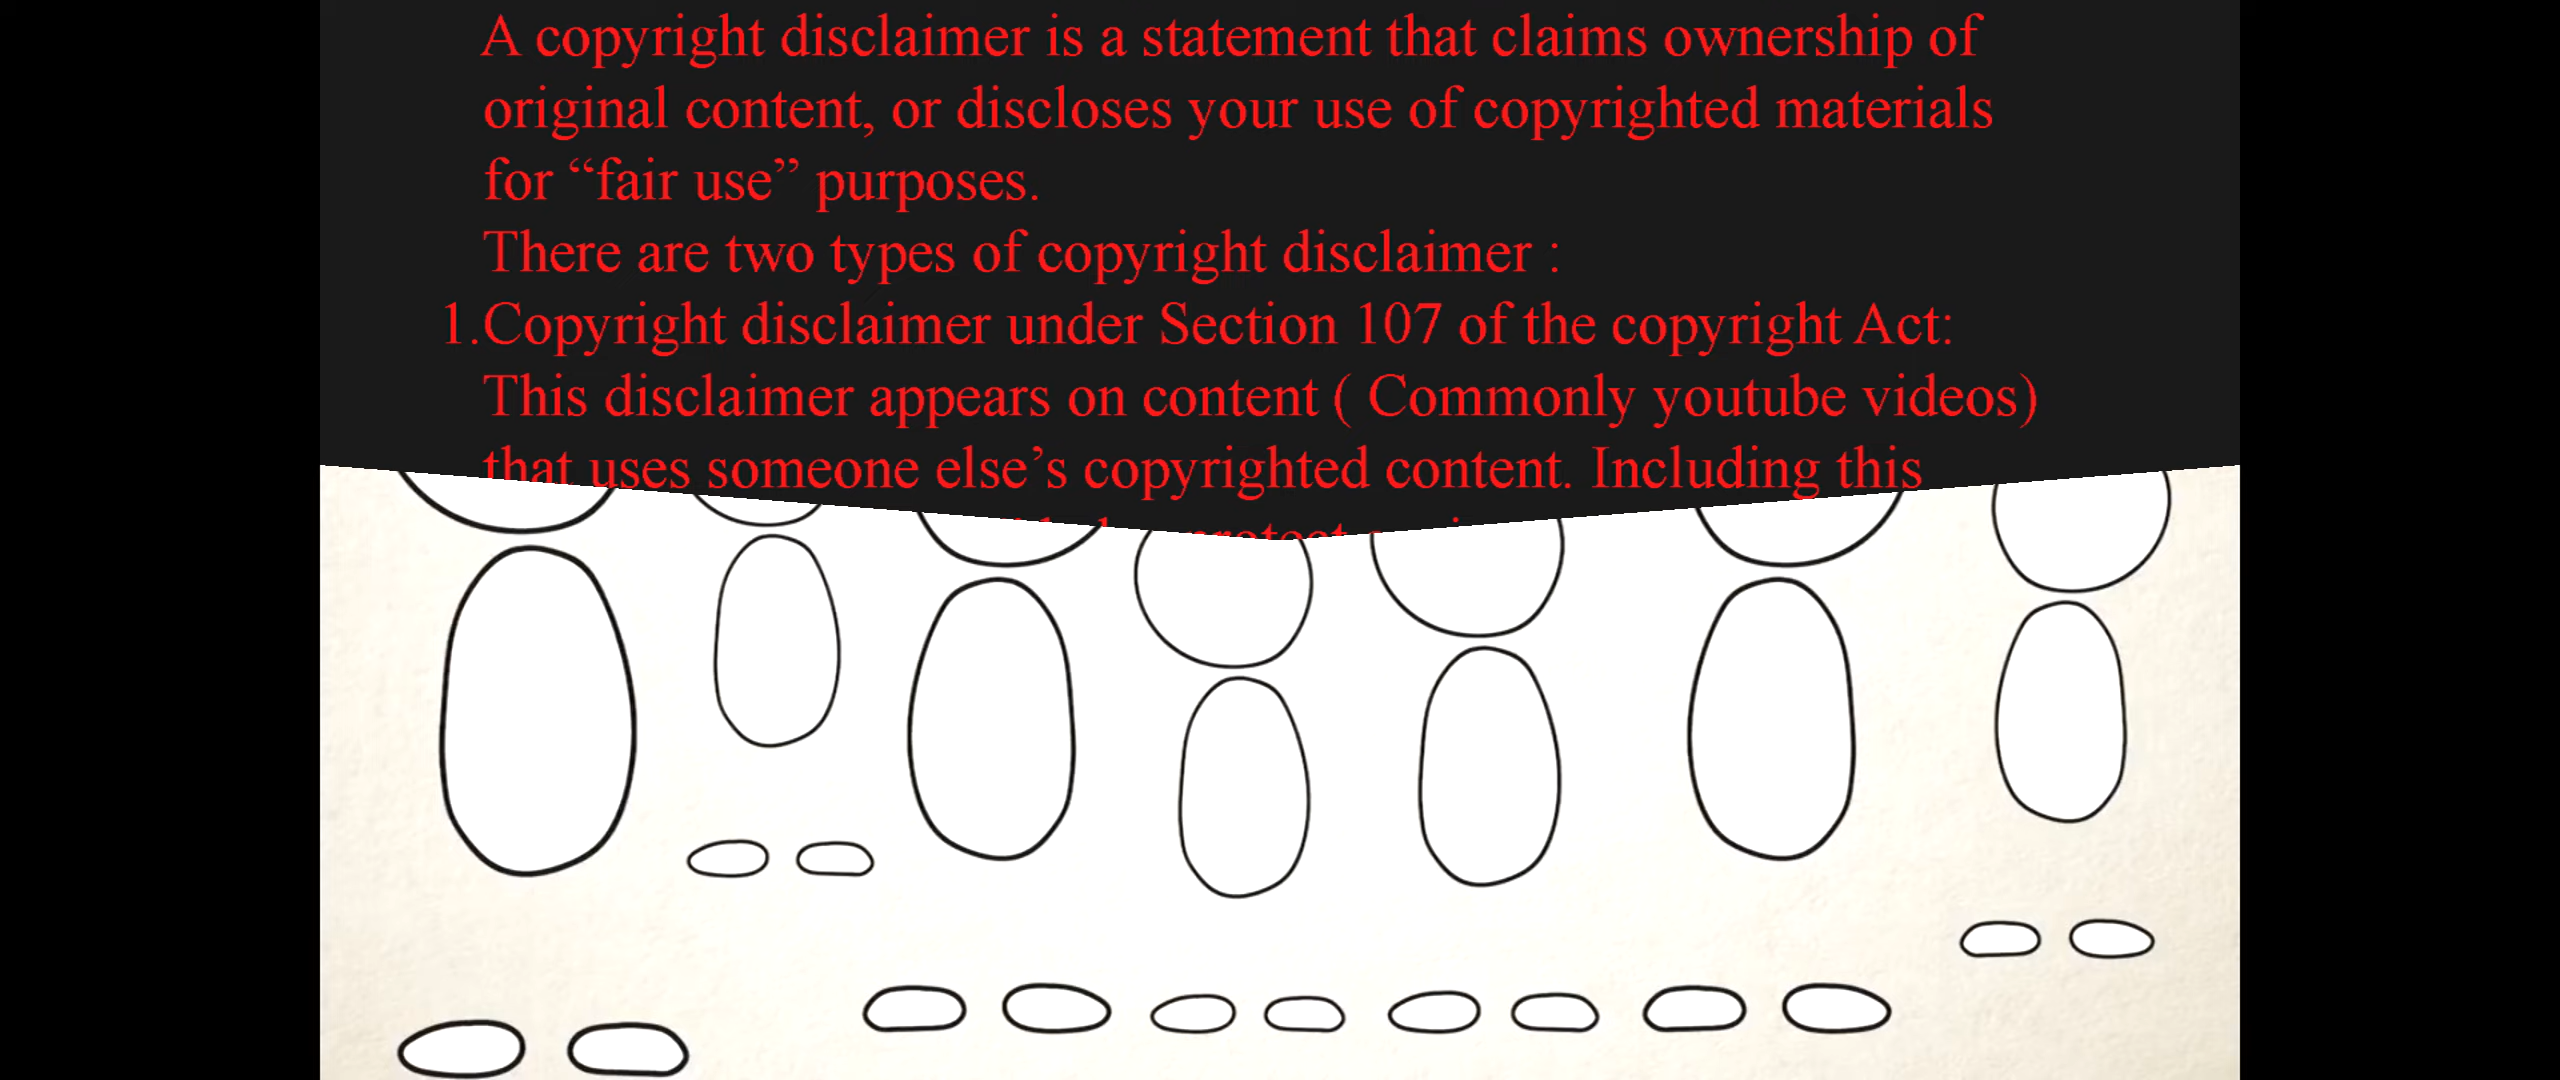 A copyright disclaimer is a statement that claims ownership of
original content, or discloses your use of copyrighted materials
for “fair use” purposes.
There are two types of copyright disclaimer :
1.Copyright disclaimer under Section 107 of the copyright Act:
This disclaimer appears on content ( Commonly youtube videos)
that uses someone else’s copyrighted content. Including this
protect